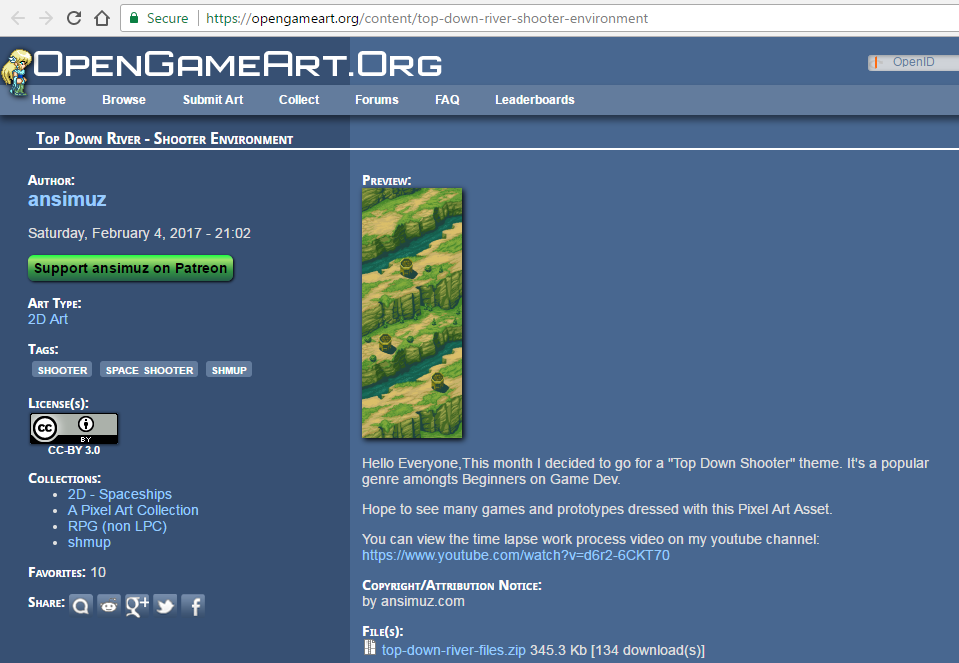 Secure https://opengameart.org/content/top-down-river-shooter-environment
OpenGameArt.Org
OpenID
Home Browse Submit Art Collect Forums FAQ Leaderboards
Top Down River - Shooter Environment
Author:
ansimuz
Saturday, February 4, 2017 - 21:02
Support ansimuz on Patreon
Art Type:
2D Art
Tags:
SHOOTER SPACE SHOOTER SHMUP
License(s):
cc BY
CC-BY 3.0
Collections:
2D - Spaceships
A Pixel Art Collection
RPG (non LPC)
shmup
Favorites: 10
Share:
Preview:
Hello Everyone,This month I decided to go for a "Top Down Shooter" theme. It's a popular
genre amongts Beginners on Game Dev.
Hope to see many games and prototypes dressed with this Pixel Art Asset.
You can view the time lapse work process video on my youtube channel:
https://www.youtube.com/watch?v=d6r2-6CKT70
Copyright/Attribution Notice:
by ansimuz.com
File(s):
top-down-river-files.zip 345.3 Kb [134 download(s)]